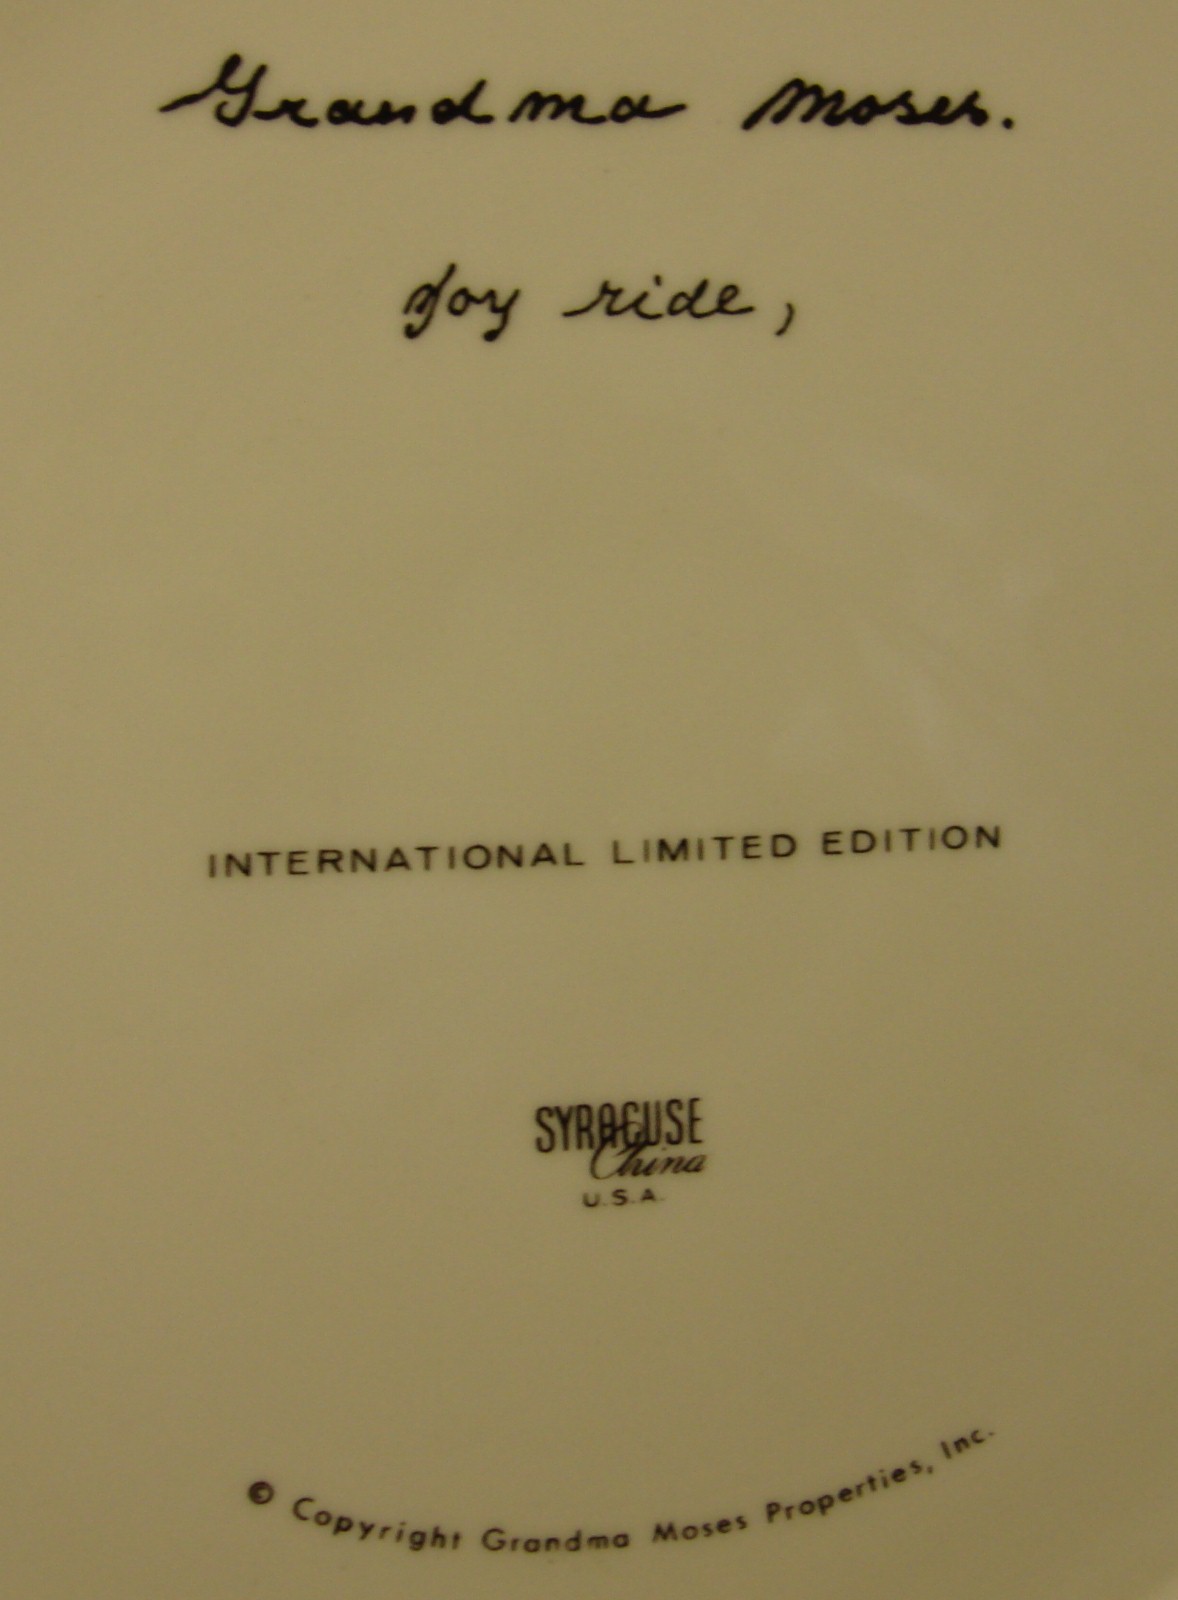 Grandma Moses.
Joy ride,
INTERNATIONAL LIMITED EDITION
SYRACUSE
China
U.S.A.
© Copyright Grandma Moses Properties, Inc.